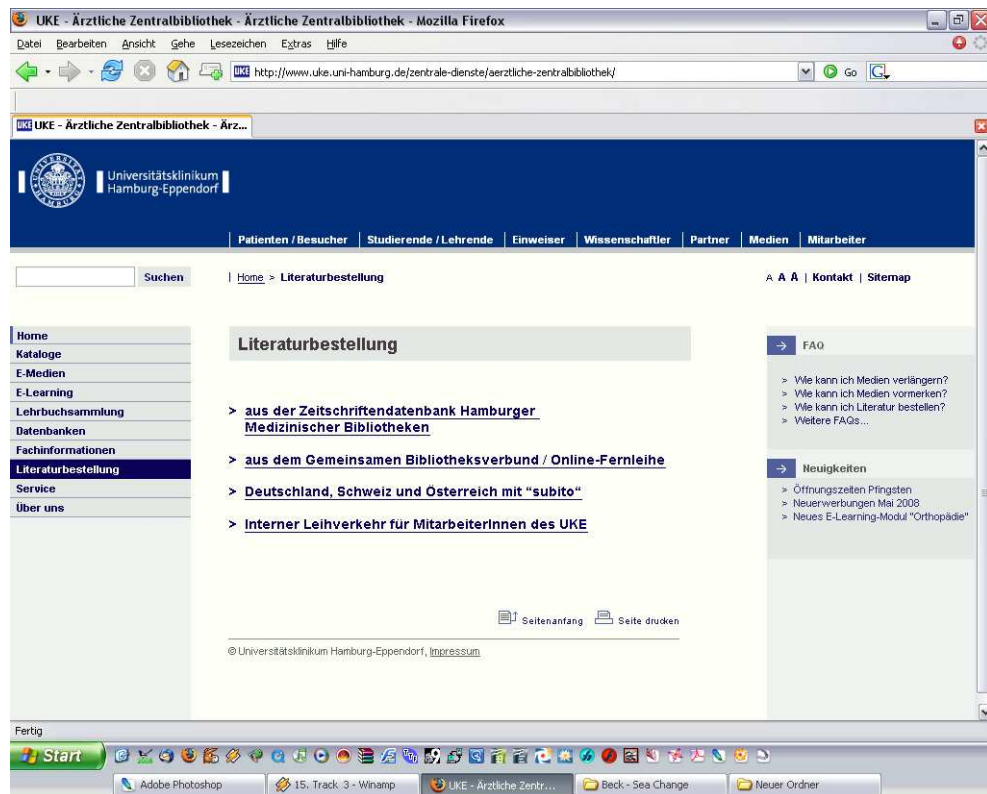 UKE - Ärztliche Zentralbibliothek - Ärztliche Zentralbibliothek - Mozilla Firefox
Datei Bearbeiten Ansicht Gehe Lesezeichen Extras Hilfe
UKE http://www.uke.uni-hamburg.de/zentrale-dienste/aerztliche-zentralbibliothek/ Go G
UKE UKE - Ärztliche Zentralbibliothek - Ärz...
Universitätsklinikum
Hamburg-Eppendorf
Patienten / Besucher | Studierende / Lehrende | Einweiser | Wissenschaftler | Partner | Medien | Mitarbeiter
Suchen | Home > Literaturbestellung A A A | Kontakt | Sitemap
Home
Kataloge
E-Medien
E-Learning
Lehrbuchsammlung
Datenbanken
Fachinformationen
Literaturbestellung
Service
Über uns
Literaturbestellung
> aus der Zeitschriftendatenbank Hamburger
Medizinischer Bibliotheken
> aus dem Gemeinsamen Bibliotheksverbund / Online-Fernleihe
> Deutschland, Schweiz und Österreich mit "subito"
> Interner Leihverkehr für MitarbeiterInnen des UKE
Seitenanfang Seite drucken
© Universitätsklinikum Hamburg-Eppendorf, Impressum
FAQ
> Wie kann ich Medien verlängern?
> Wie kann ich Medien vormerken?
> Wie kann ich Literatur bestellen?
> Weitere FAQs...
Neuigkeiten
> Öffnungszeiten Pfingsten
> Neuerwerbungen Mai 2008
> Neues E-Learning-Modul "Orthopädie"
Fertig
Start
Adobe Photoshop 15. Track 3 - Winamp UKE - Ärztliche Zentr... Beck - Sea Change Neuer Ordner